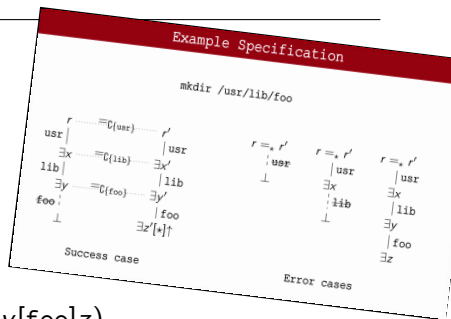 Example Specification
mkdir /usr/lib/foo
r =C{usr} r′
usr usr
∃x =C{lib} ∃x′
lib lib
∃y =C{foo} ∃y′
foo foo
⊥ ∃z′[*]↑
Success case
r =* r′ r =* r′ r =* r′
usr usr usr
⊥ ∃x ∃x
lib lib
⊥ ∃y
foo
∃z
Error cases
y[foo]z)